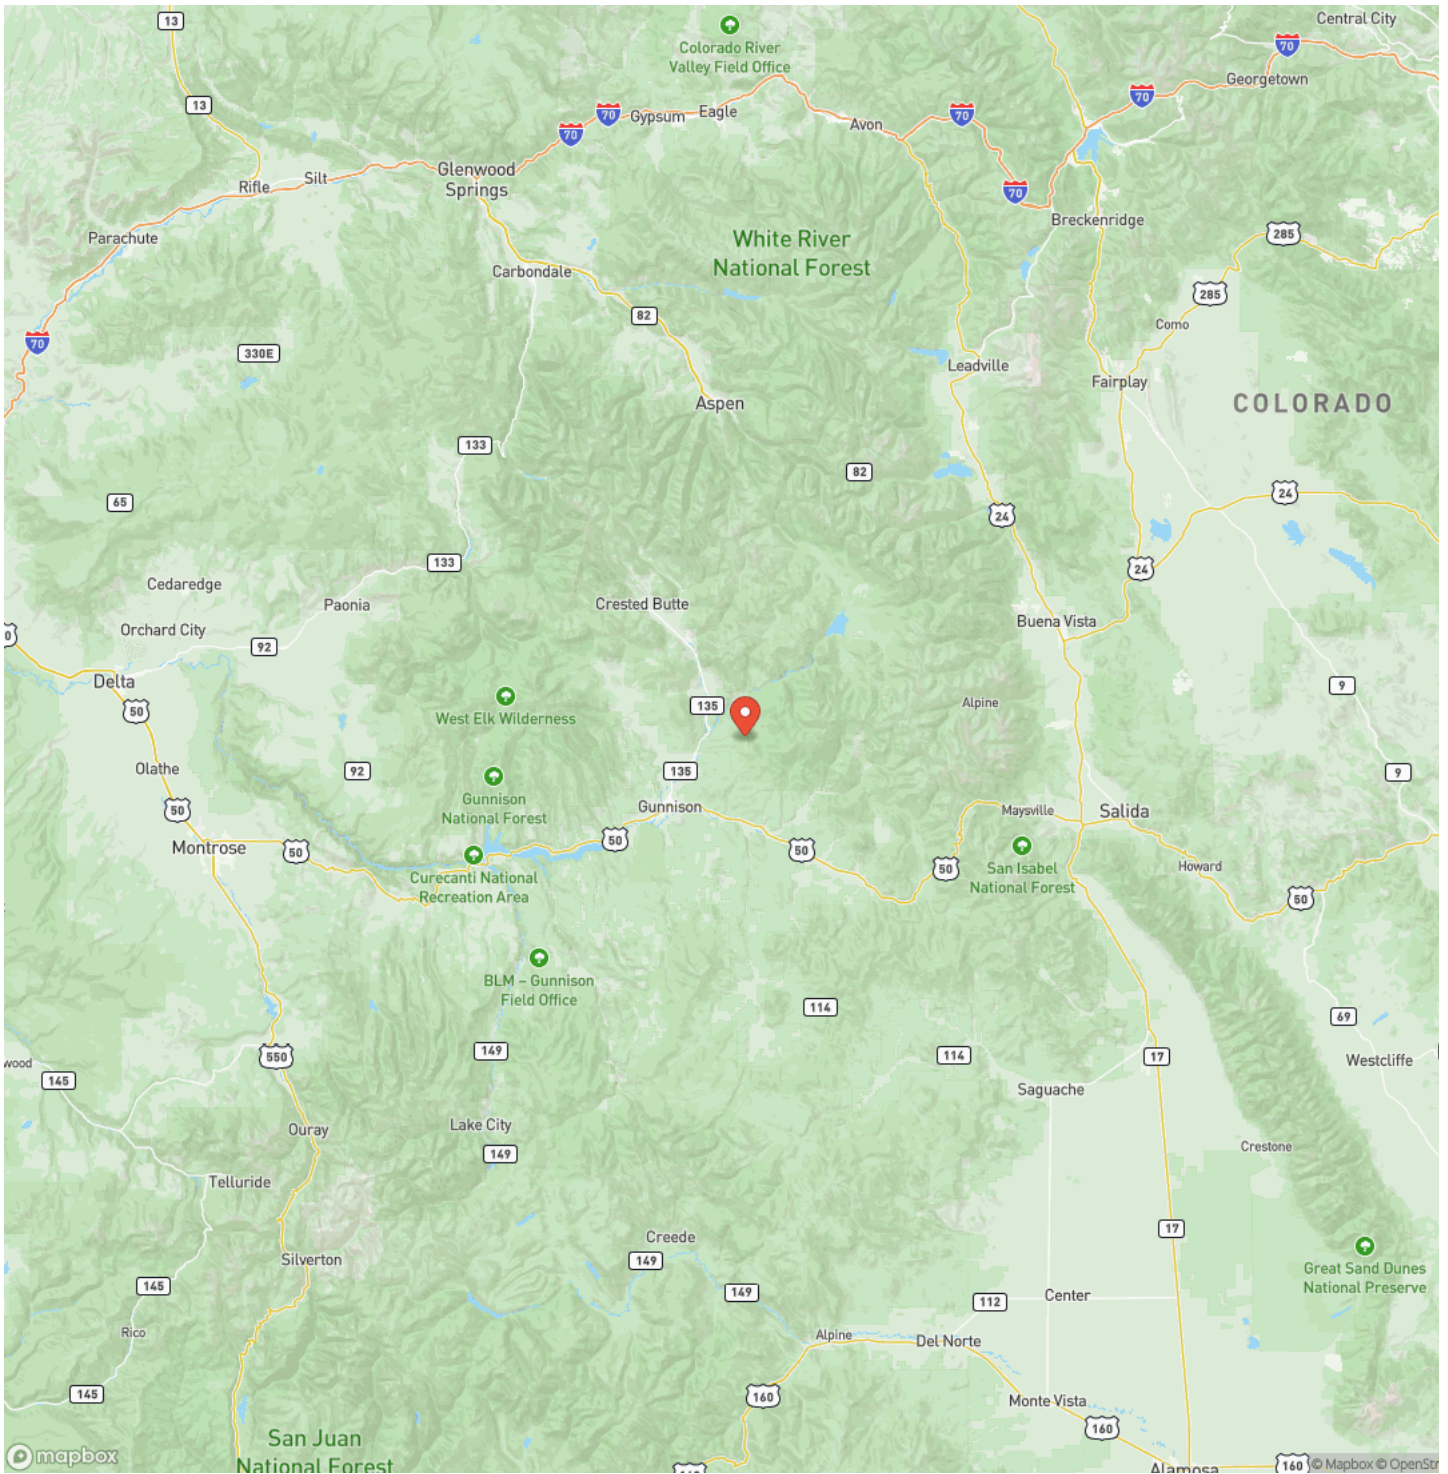 13
Central City
Colorado River
Valley Field Office
70
Georgetown
13
70
70
Gypsum
Eagle
70
Avon
70
Glenwood
Springs
Silt
Rifle
70
Breckenridge
Parachute
White River
National Forest
285
Carbondale
285
82
Como
70
330E
Leadville
Fairplay
Aspen
COLORADO
133
82
65
24
24
133
24
Cedaredge
Paonia
Crested Butte
Orchard City
Buena Vista
0
92
Delta
9
50
West Elk Wilderness
135
Alpine
Olathe
92
135
9
Gunnison
National Forest
Gunnison
Maysville
Salida
50
50
50
50
Montrose
50
San Isabel
National Forest
Howard
Curecanti National
Recreation Area
50
50
BLM – Gunnison
Field Office
114
69
149
114
17
550
wood
145
Westcliffe
Saguache
Lake City
Ouray
149
Crestone
Telluride
17
Creede
149
Silverton
Great Sand Dunes
National Preserve
145
149
Center
112
Rico
Alpine
Del Norte
145
160
Monte Vista
160
San Juan
National Forest
mapbox
160
Alamosa
© Mapbox © OpenStr